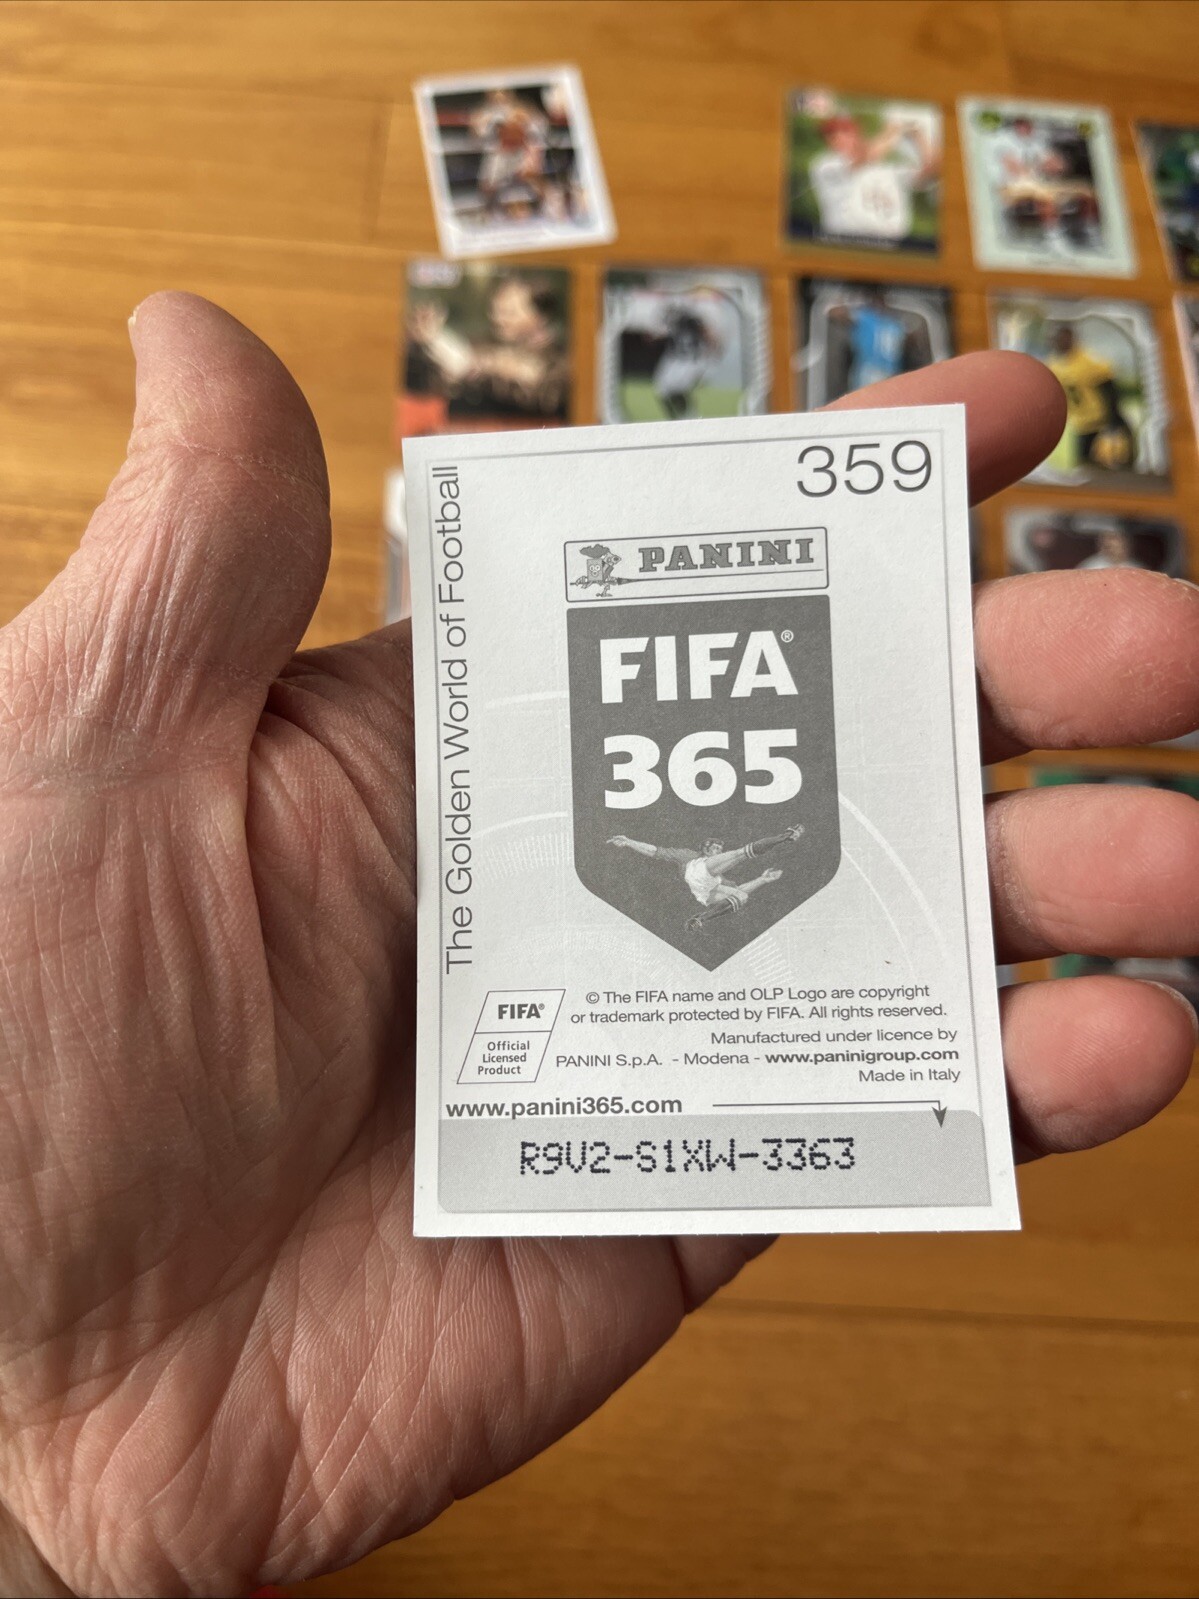 359
The Golden World of Football
PANINI
FIFA®
365
FIFA®
Official
Licensed
Product
© The FIFA name and OLP Logo are copyright
or trademark protected by FIFA. All rights reserved.
Manufactured under licence by
PANINI S.p.A. - Modena - www.paninigroup.com
Made in Italy
www.panini365.com
R9V2-S1XW-3363